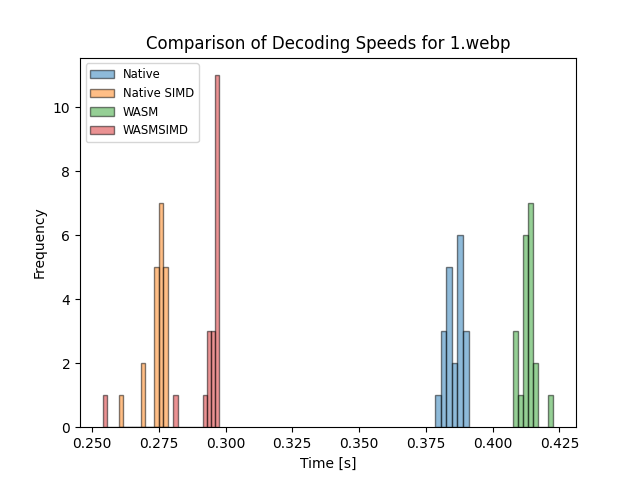 Comparison of Decoding Speeds for 1.webp
Native
Native SIMD
WASM
WASMSIMD
Frequency
10
8
6
4
2
0
0.250 0.275 0.300 0.325 0.350 0.375 0.400 0.425
Time [s]